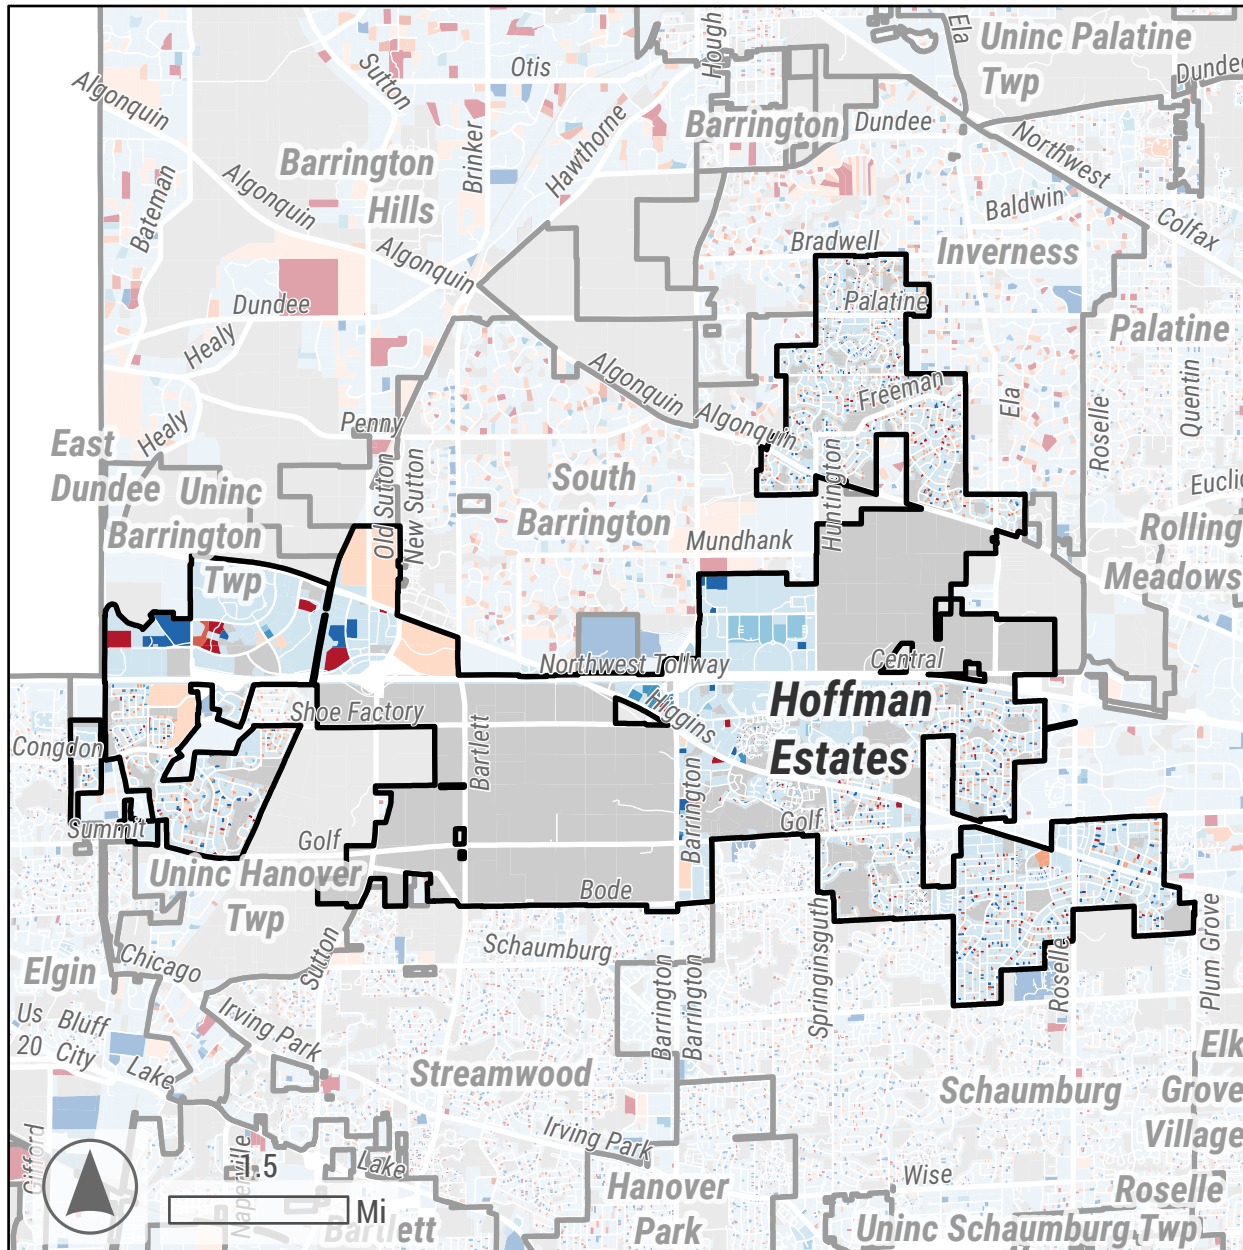 Ela
Uninc Palatine
Twp
Hough
Otis
Sutton
Dundee
Algonquin
Barrington
Dundee
Hawthorne
Brinker
Northwest
Barrington
Hills
Algonquin
Bateman
Baldwin
Colfax
Bradwell
Inverness
Algonquin
Dundee
Palatine
Palatine
Healy
Algonquin
Freeman
Ela
Roselle
Quentin
Penny
Algonquin
Healy
East
Dundee
Uninc
Barrington
Twp
South
Barrington
Old Sutton
New Sutton
Huntington
Euclid
Rolling
Meadows
Mundhank
Northwest Tollway
Central
Hoffman
Estates
Higgins
Shoe Factory
Congdon
Bartlett
Barrington
Golf
Summit
Golf
Uninc Hanover
Twp
Bode
Springinsguth
Roselle
Plum Grove
Schaumburg
Sutton
Elgin
Chicago
Us
20
Bluff
City
Lake
Irving Park
Barrington
Barrington
Streamwood
Schaumburg
Elk
Grove
Village
Irving Park
Gifford
Naperville
1.5
Mi
Lake
Bartlett
Hanover
Park
Wise
Roselle
Uninc Schaumburg Twp